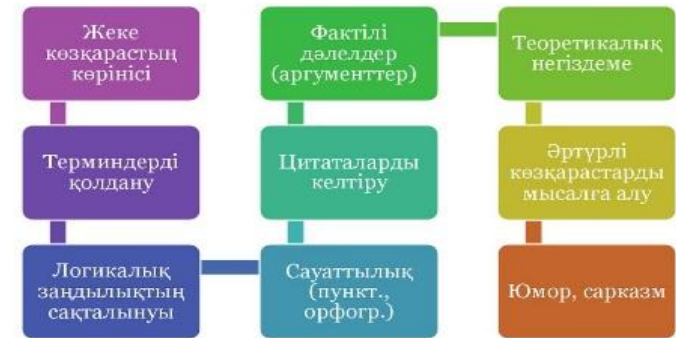 Жеке
көзқарастың
көрінісі
Терминдерді
қолдану
Логикалық
заңдылықтың
сақталынуы
Сауаттылық
(пункт.,
орфогр.)
Цитаталарды
келтіру
Фактілі
дәлелдер
(аргументтер)
Теоретикалық
негіздеме
Әртүрлі
көзқарастарды
мысалға алу
Юмор, сарказм